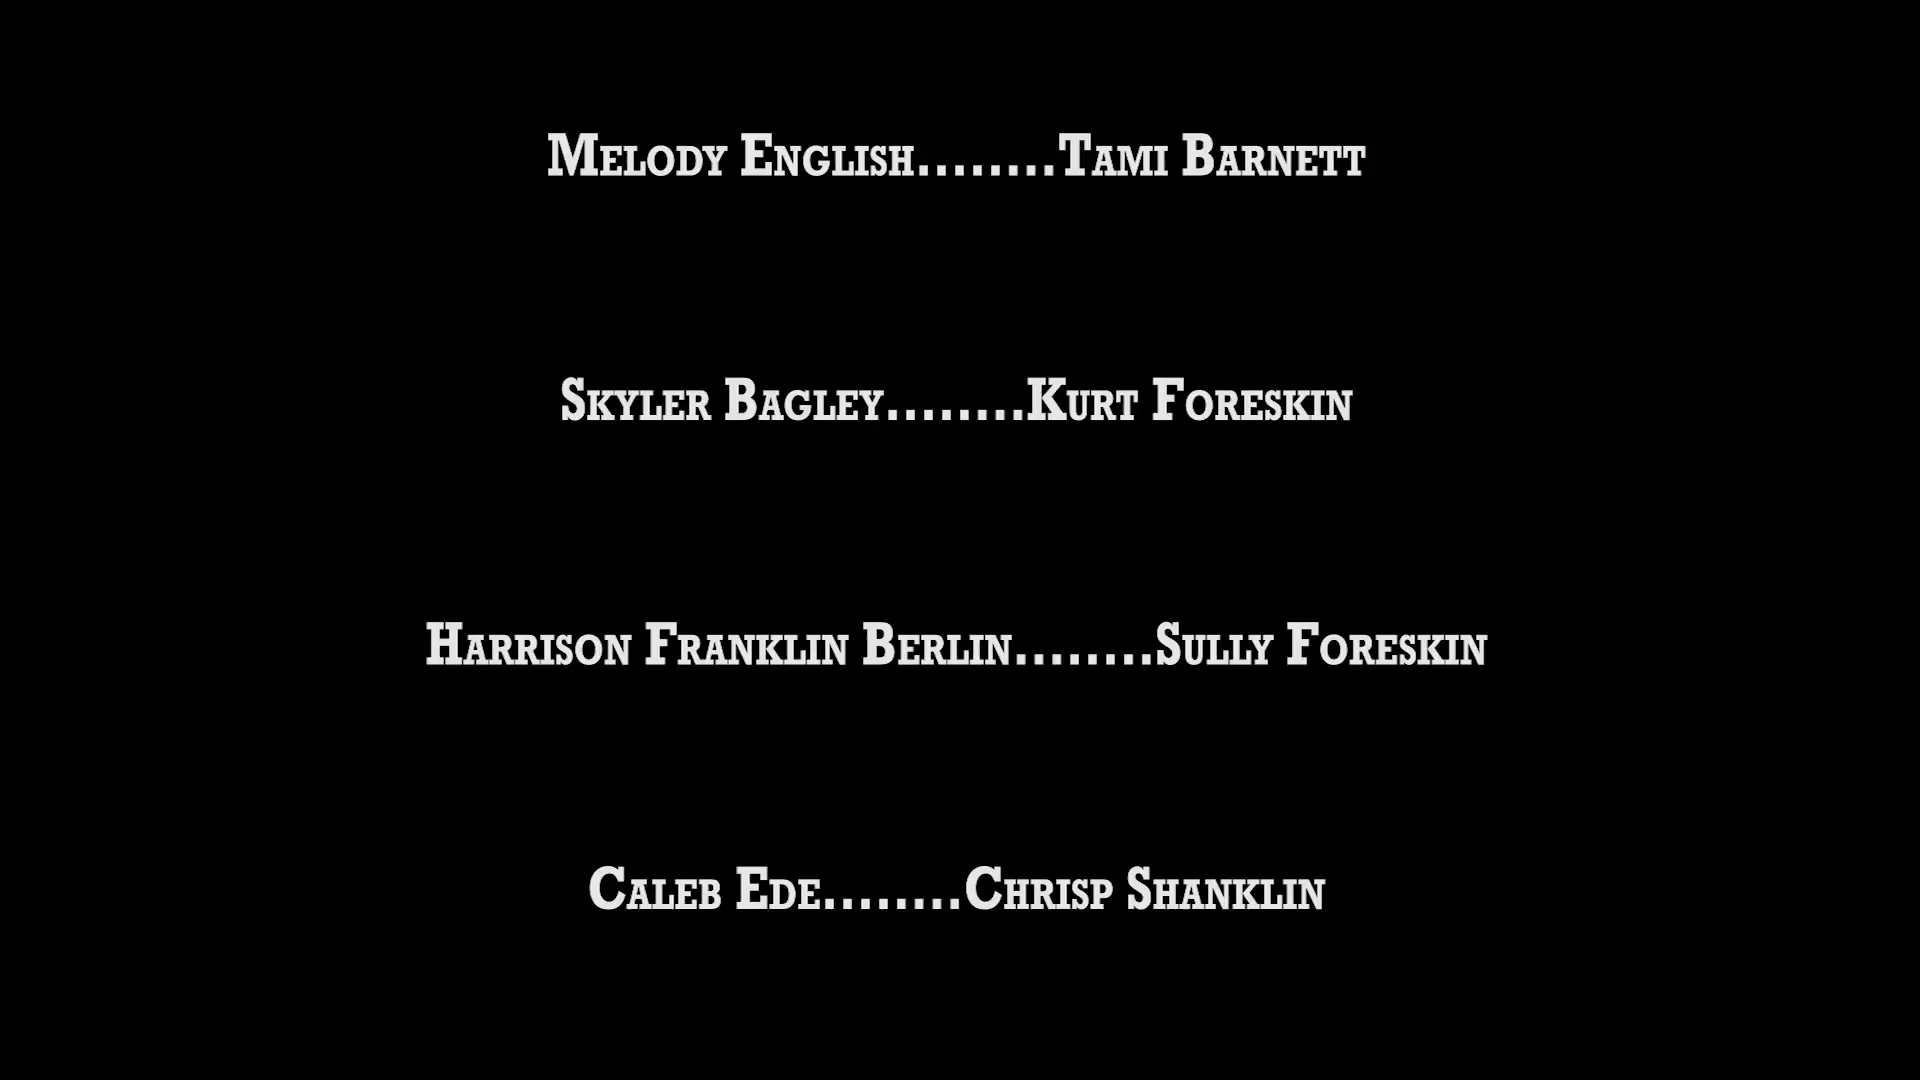 Melody English........Tami Barnett
Skyler Bagley........Kurt Foreskin
Harrison Franklin Berlin........Sully Foreskin
Caleb Ede........Chrisp Shanklin